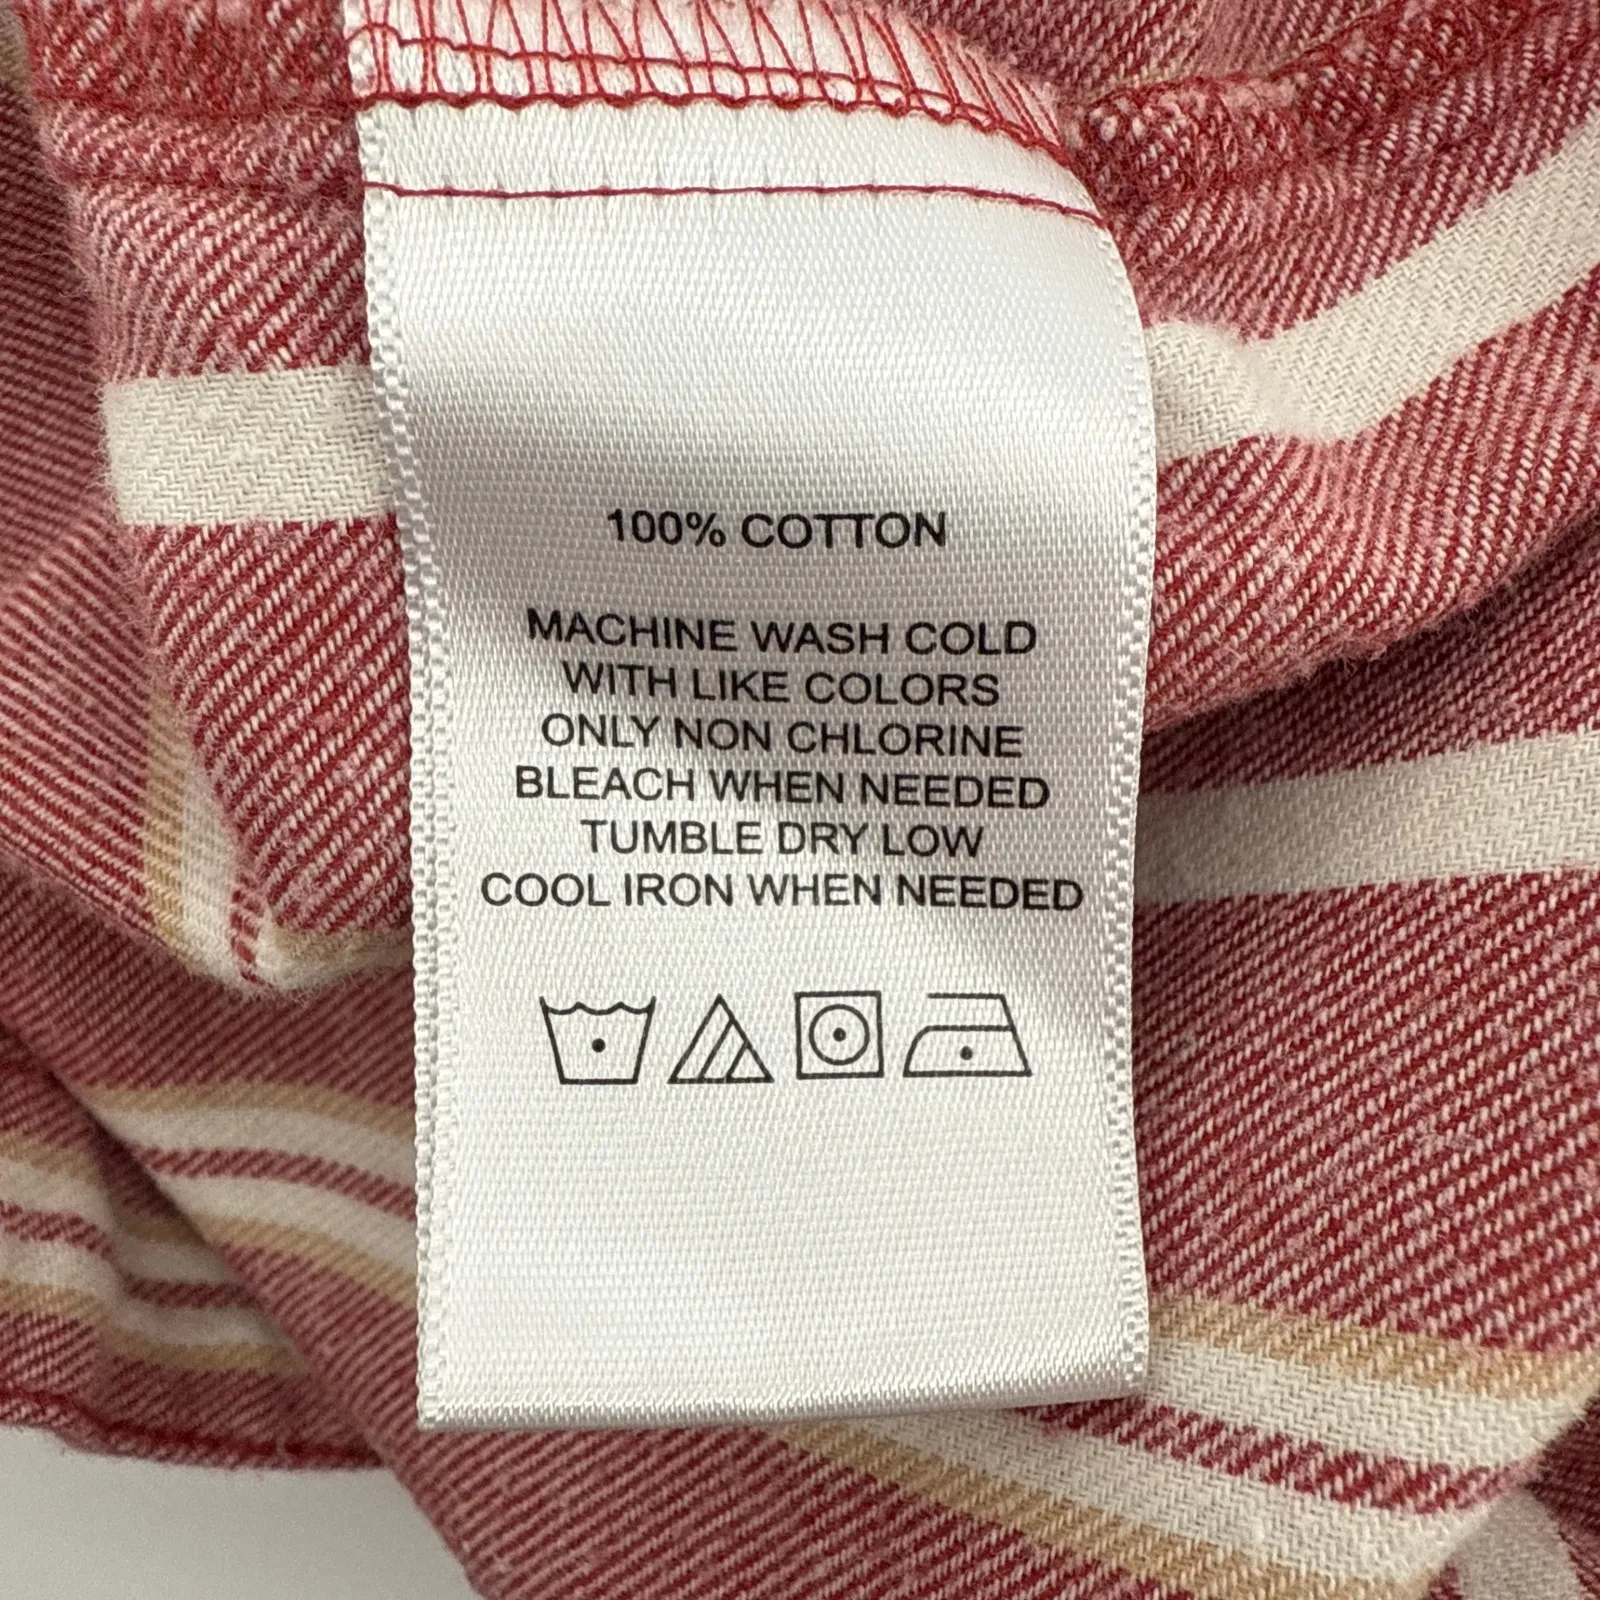 100% COTTON
MACHINE WASH COLD
WITH LIKE COLORS
ONLY NON CHLORINE
BLEACH WHEN NEEDED
TUMBLE DRY LOW
COOL IRON WHEN NEEDED